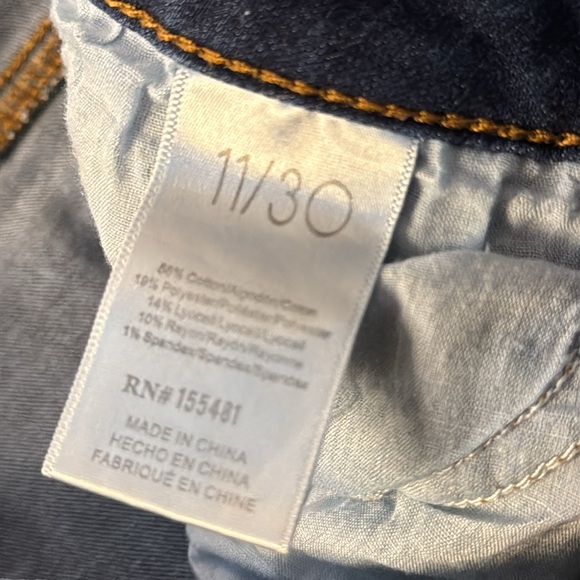 11/30
56% Cotton/Algodón/Coton
19% Polyester/Poliéster/Polyester
14% Lyocell/Lyocell/Lyocell
10% Rayon/Rayón/Rayonne
1% Spandex/Spandex/Spandex
RN# 155481
MADE IN CHINA
HECHO EN CHINA
FABRIQUÉ EN CHINE